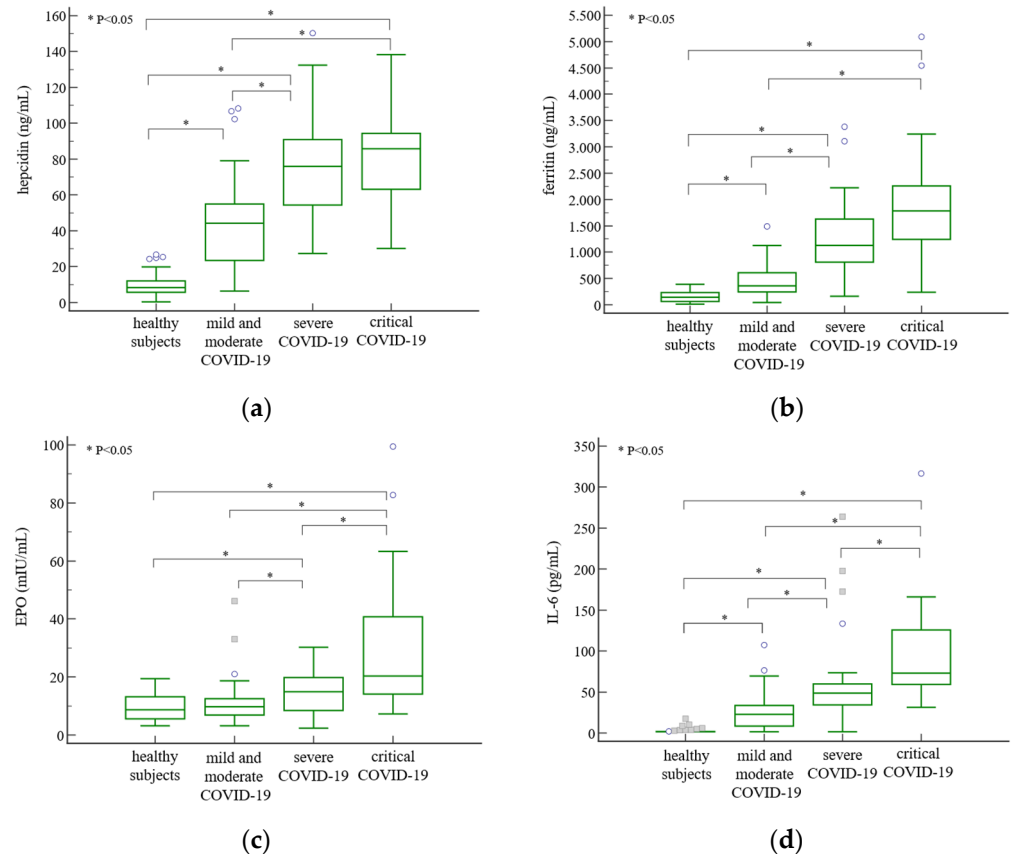 * P<0.05
hepcidin (ng/mL)
160
140
120
100
80
60
40
20
0
*
*
*
*
*
healthy subjects
mild and moderate COVID-19
severe COVID-19
critical COVID-19
(a)
* P<0.05
ferritin (ng/mL)
5.500
5.000
4.500
4.000
3.500
3.000
2.500
2.000
1.500
1.000
500
0
*
*
*
*
*
healthy subjects
mild and moderate COVID-19
severe COVID-19
critical COVID-19
(b)
* P<0.05
EPO (mIU/mL)
100
80
60
40
20
0
*
*
*
*
*
healthy subjects
mild and moderate COVID-19
severe COVID-19
critical COVID-19
(c)
* P<0.05
IL-6 (pg/mL)
350
300
250
200
150
100
50
0
*
*
*
*
*
*
healthy subjects
mild and moderate COVID-19
severe COVID-19
critical COVID-19
(d)